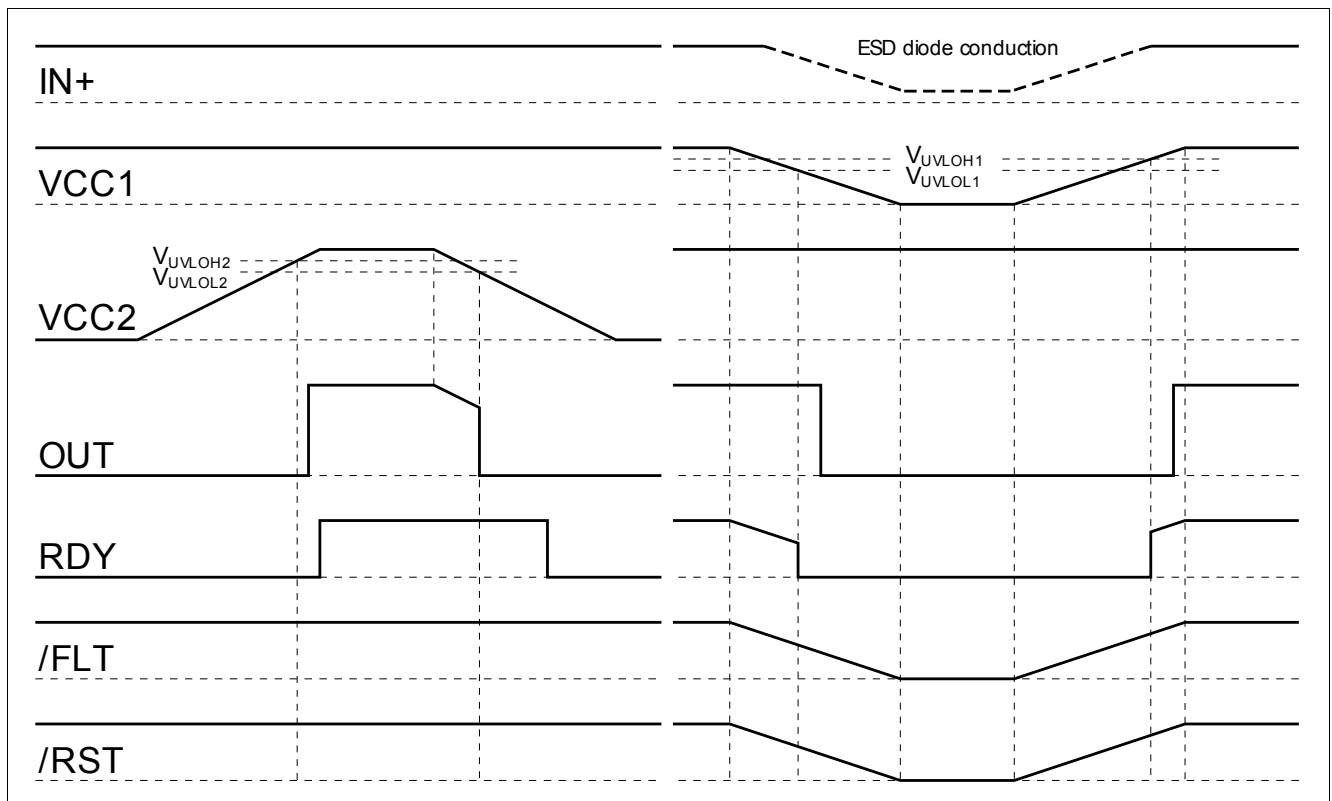 ESD diode conduction
IN+
VUVLOH1
VUVLOL1
VCC1
VUVLOH2
VUVLOL2
VCC2
OUT
RDY
/FLT
/RST